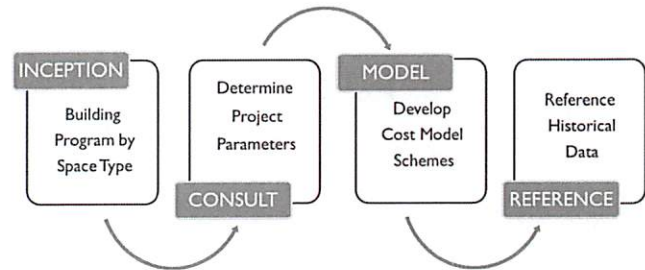 INCEPTION
Building
Program by
Space Type
Determine
Project
Parameters
CONSULT
MODEL
Develop
Cost Model
Schemes
Reference
Historical
Data
REFERENCE